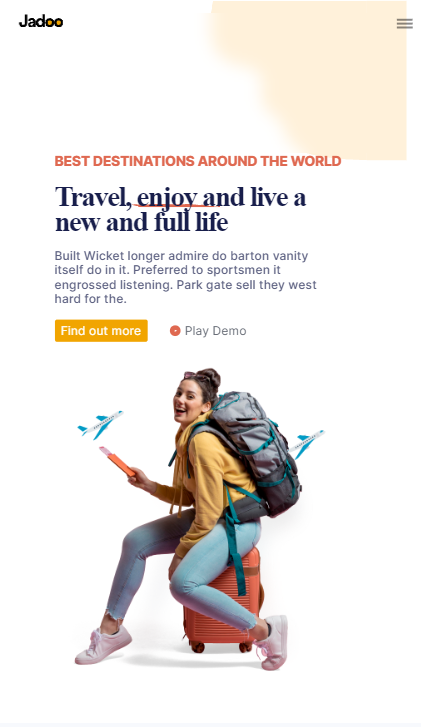 Jadoo
BEST DESTINATIONS AROUND THE WORLD
Travel, enjoy and live a
new and full life
Built Wicket longer admire do barton vanity
itself do in it. Preferred to sportsmen it
engrossed listening. Park gate sell they west
hard for the.
Find out more
Play Demo